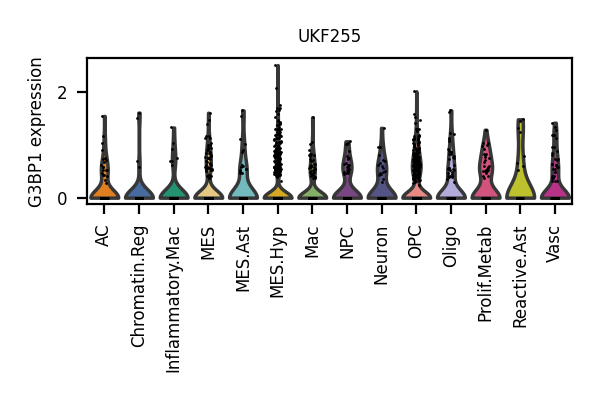 UKF255
G3BP1 expression
2
0
AC
Chromatin.Reg
Inflammatory.Mac
MES
MES.Ast
MES.Hyp
Mac
NPC
Neuron
OPC
Oligo
Prolif.Metab
Reactive.Ast
Vasc